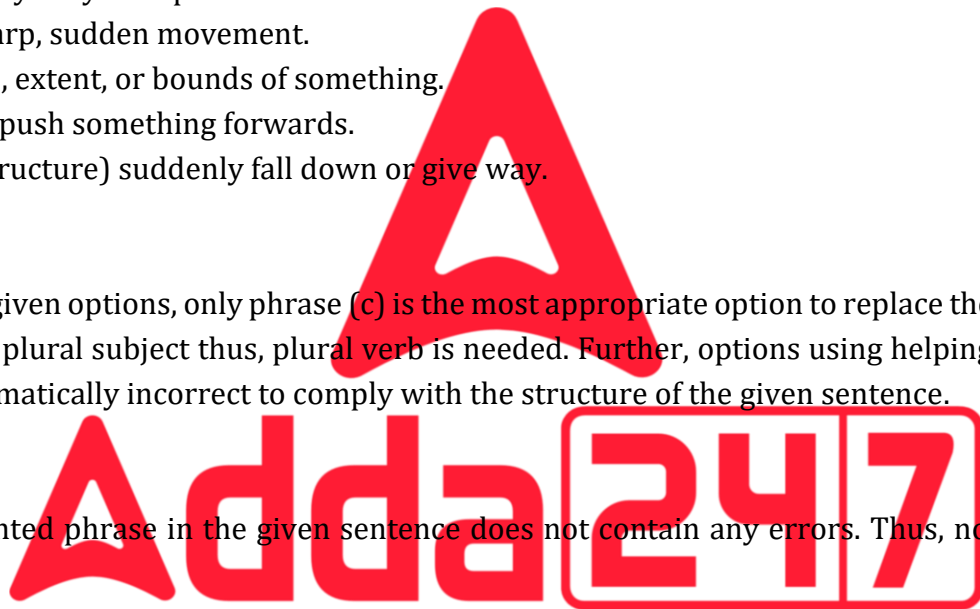 arp, sudden movement.
, extent, or bounds of something.
push something forwards.
ructure) suddenly fall down or give way.
given options, only phrase (c) is the most appropriate option to replace the
plural subject thus, plural verb is needed. Further, options using helping
matically incorrect to comply with the structure of the given sentence.
Adda 247
nted phrase in the given sentence does not contain any errors. Thus, no